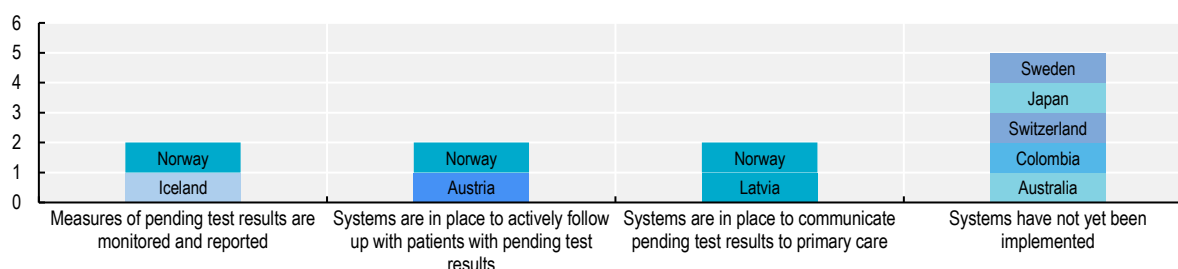 6
5
4
3
2
1
0
Norway
Iceland
Norway
Austria
Norway
Latvia
Sweden
Japan
Switzerland
Colombia
Australia
Measures of pending test results are
monitored and reported
Systems are in place to actively follow
up with patients with pending test
results
Systems are in place to communicate
pending test results to primary care
Systems have not yet been
implemented